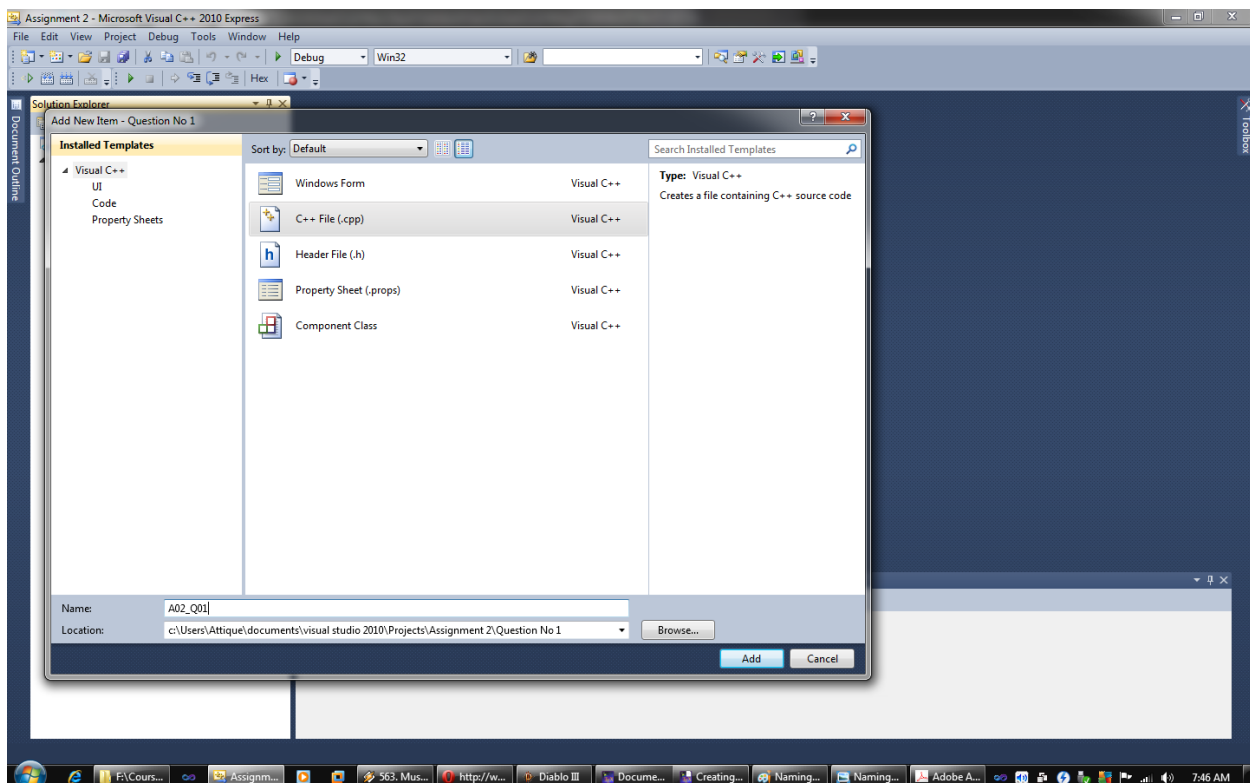 Assignment 2 - Microsoft Visual C++ 2010 Express
File Edit View Project Debug Tools Window Help
Debug Win32
Hex
Solution Explorer
Document Outline
Toolbox
Add New Item - Question No 1
Installed Templates
Visual C++
UI
Code
Property Sheets
Sort by: Default
Search Installed Templates
Windows Form Visual C++
C++ File (.cpp) Visual C++
Header File (.h) Visual C++
Property Sheet (.props) Visual C++
Component Class Visual C++
Type: Visual C++
Creates a file containing C++ source code
Name: A02_Q01
Location: c:\Users\Attique\documents\visual studio 2010\Projects\Assignment 2\Question No 1
Browse...
Add Cancel
F:\Cours... Assignm... 563. Mus... http://w... Diablo III Docume... Creating... Naming... Naming... Adobe A... 7:46 AM